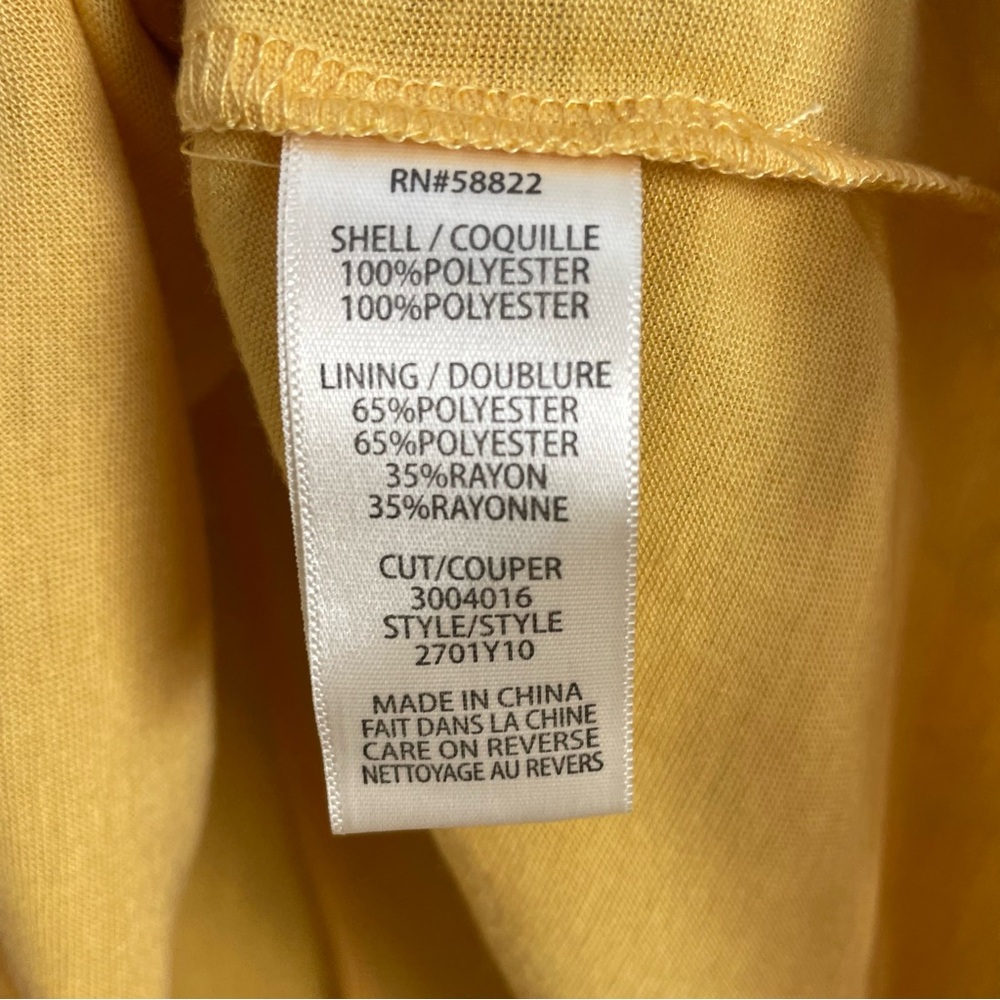 RN#58822
SHELL / COQUILLE
100%POLYESTER
100%POLYESTER
LINING / DOUBLURE
65%POLYESTER
65%POLYESTER
35%RAYON
35%RAYONNE
CUT/COUPER
3004016
STYLE/STYLE
2701Y10
MADE IN CHINA
FAIT DANS LA CHINE
CARE ON REVERSE
NETTOYAGE AU REVERS